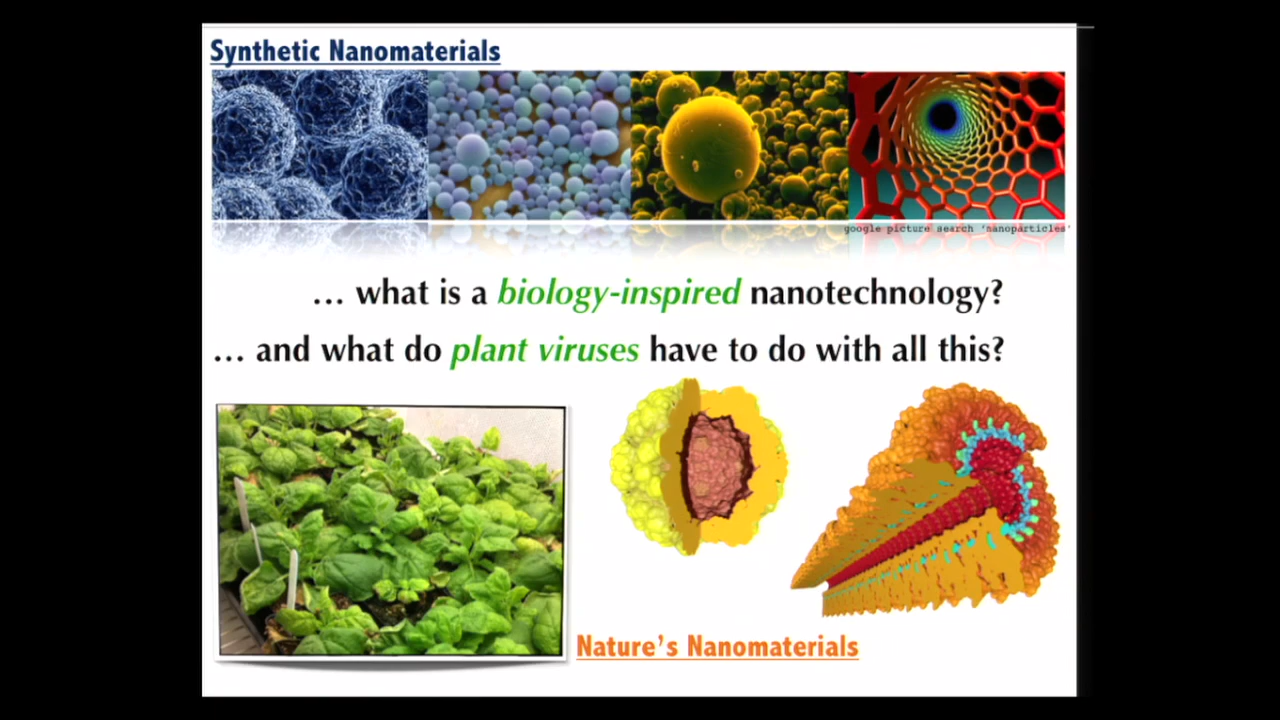 Synthetic Nanomaterials
google picture search 'nanoparticles'
... what is a biology-inspired nanotechnology?
... and what do plant viruses have to do with all this?
Nature's Nanomaterials